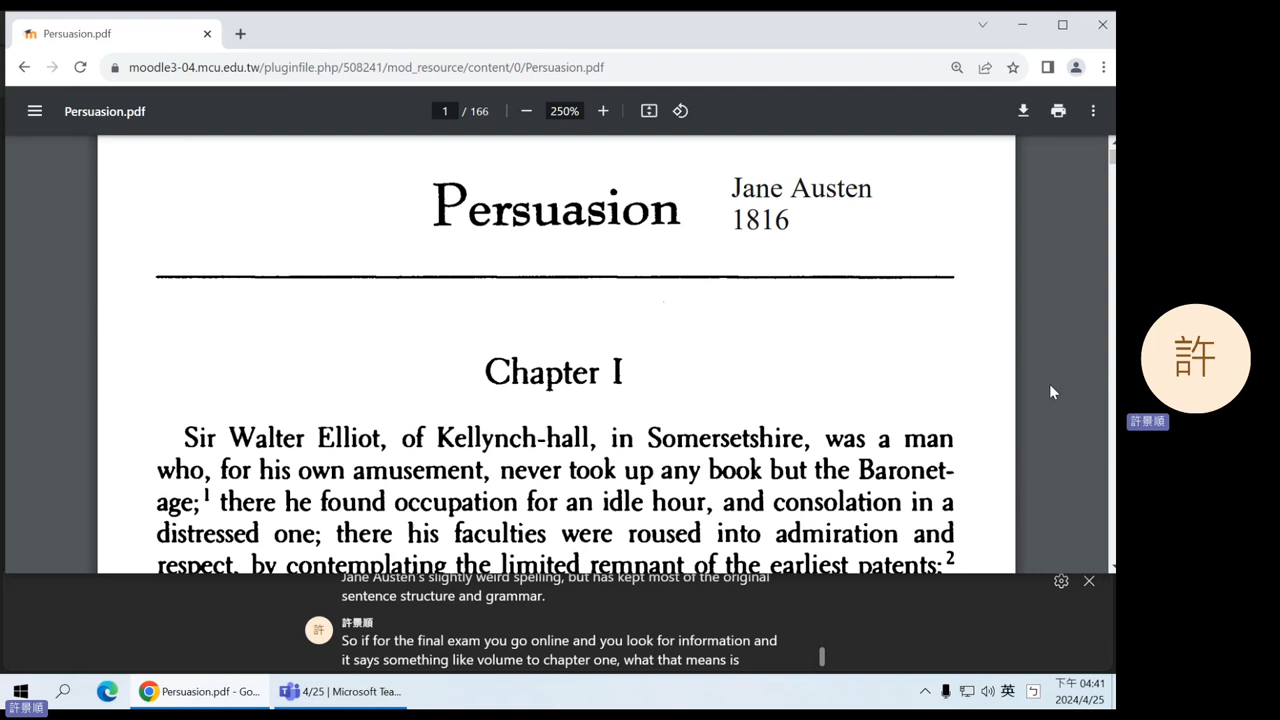 Persuasion.pdf
moodle3-04.mcu.edu.tw/pluginfile.php/508241/mod_resource/content/0/Persuasion.pdf
Persuasion.pdf
1 / 166
250%
Persuasion
Jane Austen
1816
Chapter I
Sir Walter Elliot, of Kellynch-hall, in Somersetshire, was a man
who, for his own amusement, never took up any book but the Baronet-
age;1 there he found occupation for an idle hour, and consolation in a
distressed one; there his faculties were roused into admiration and
respect, by contemplating the limited remnant of the earliest patents;2
許
許景順
Jane Austen's slightly weird spelling, but has kept most of the original
sentence structure and grammar.
許
許景順
So if for the final exam you go online and you look for information and
it says something like volume to chapter one, what that means is
Persuasion.pdf - Go...
4/25 | Microsoft Tea...
英
ㄅ
下午 04:41
2024/4/25
許景順